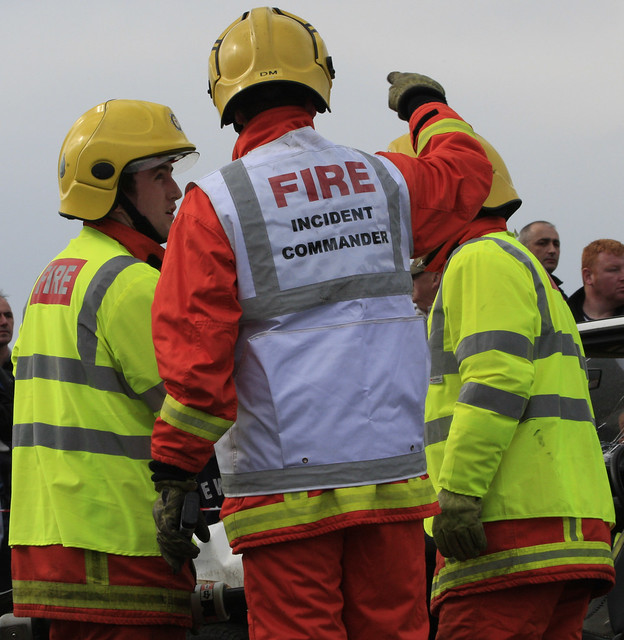 DM
FIRE
INCIDENT
COMMANDER
FIRE